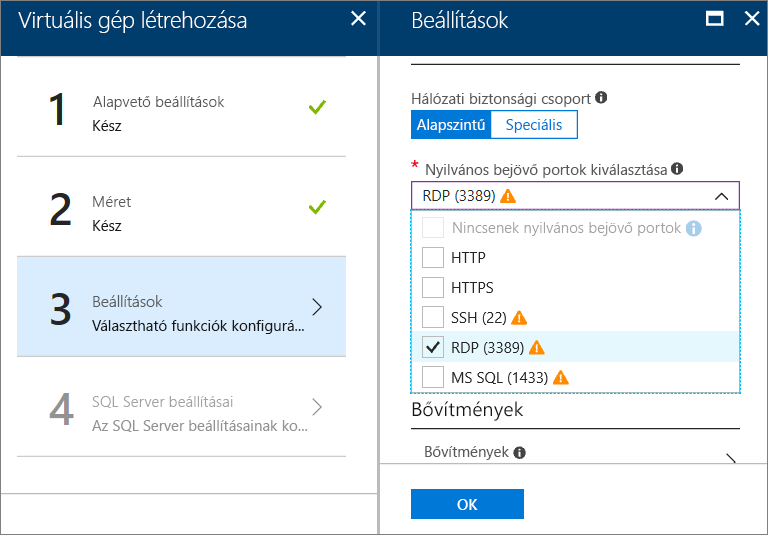 Virtuális gép létrehozása
1
Alapvető beállítások
Kész
2
Méret
Kész
3
Beállítások
Választható funkciók konfigurá...
4
SQL Server beállításai
Az SQL Server beállításainak ko...
Beállítások
Hálózati biztonsági csoport
Alapszintű
Speciális
* Nyilvános bejövő portok kiválasztása
RDP (3389)
Nincsenek nyilvános bejövő portok
HTTP
HTTPS
SSH (22)
RDP (3389)
MS SQL (1433)
Bővítmények
Bővítmények
OK